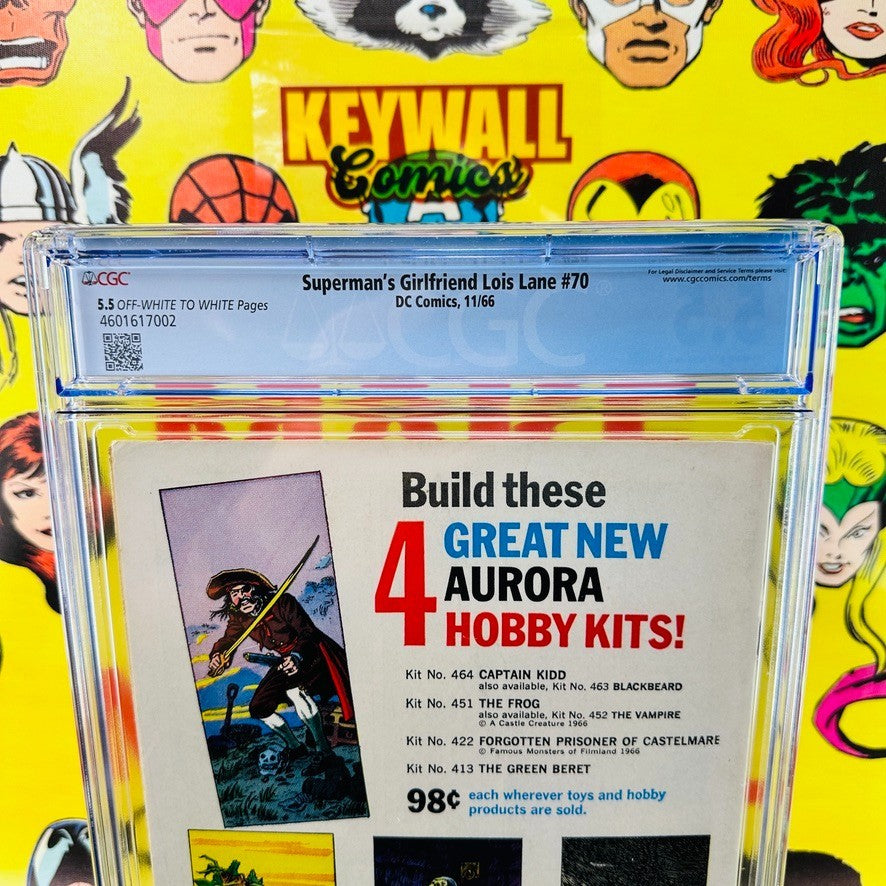 KEYWALL
Comics
CGC
Superman's Girlfriend Lois Lane #70
DC Comics, 11/66
For Legal Disclaimer and Service Terms please visit:
www.cgccomics.com/terms
5.5 OFF-WHITE TO WHITE Pages
4601617002
CGC
Build these
4 GREAT NEW
AURORA
HOBBY KITS!
Kit No. 464 CAPTAIN KIDD
also available, Kit No. 463 BLACKBEARD
Kit No. 451 THE FROG
also available, Kit No. 452 THE VAMPIRE
© A Castle Creature 1966
Kit No. 422 FORGOTTEN PRISONER OF CASTELMARE
© Famous Monsters of Filmland 1966
Kit No. 413 THE GREEN BERET
98¢ each wherever toys and hobby
products are sold.